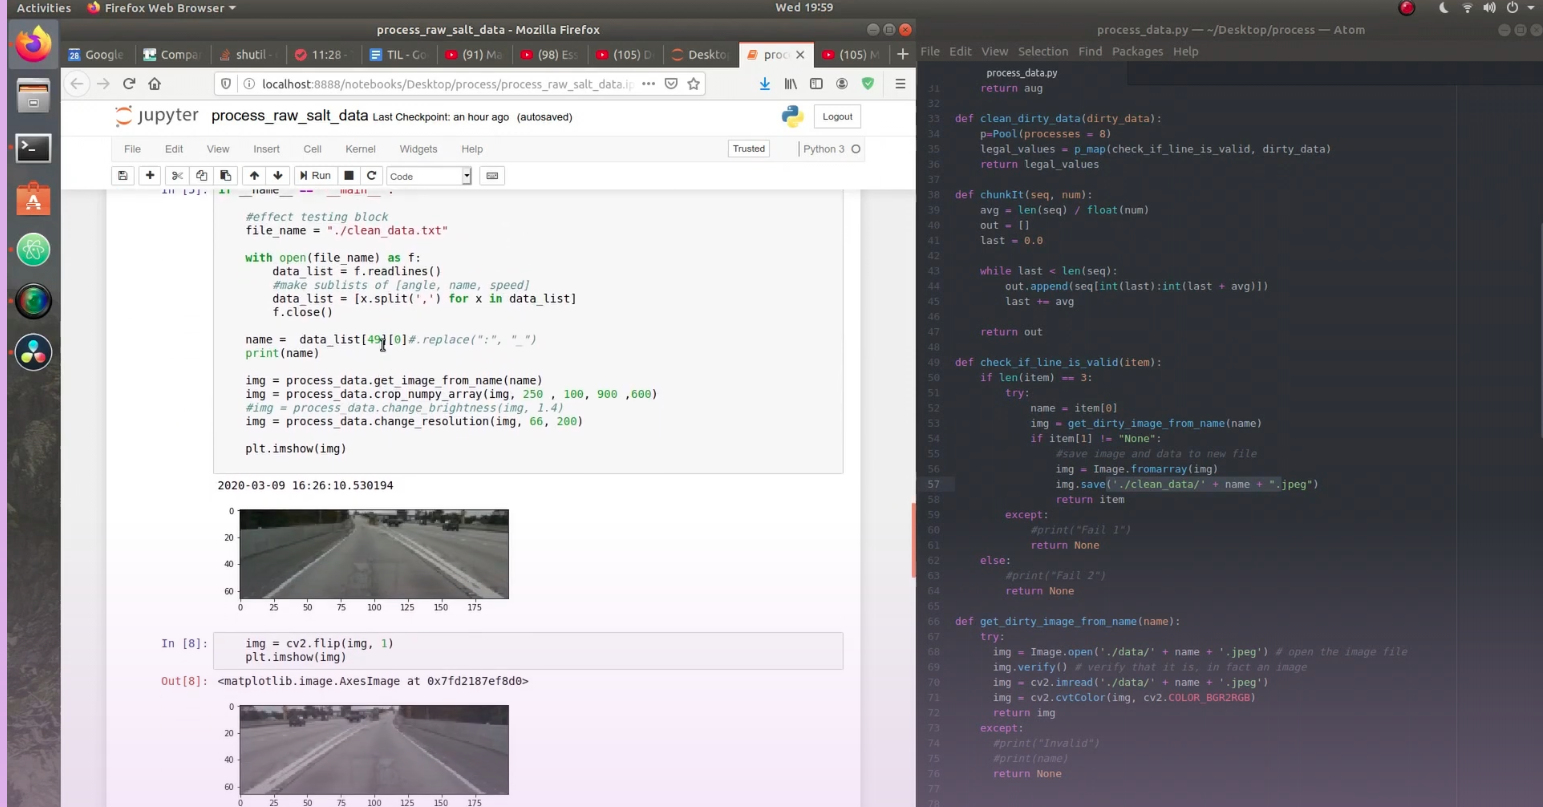 Activities Firefox Web Browser Wed 19:59
process_raw_salt_data - Mozilla Firefox
Google Compa shutil - 11:28 - TIL - Go (91) Ma (98) Ess (105) D Deskto proc (105) M
localhost:8888/notebooks/Desktop/process/process_raw_salt_data.ip
jupyter process_raw_salt_data Last Checkpoint: an hour ago (autosaved) Logout
File Edit View Insert Cell Kernel Widgets Help Trusted Python 3
Run Code
In [5]: if __name__ == "__main__":
#effect testing block
file_name = "./clean_data.txt"
with open(file_name) as f:
data_list = f.readlines()
#make sublists of [angle, name, speed]
data_list = [x.split(',') for x in data_list]
f.close()
name =  data_list[49][0]#.replace(":", "_")
print(name)
img = process_data.get_image_from_name(name)
img = process_data.crop_numpy_array(img, 250 , 100, 900 ,600)
#img = process_data.change_brightness(img, 1.4)
img = process_data.change_resolution(img, 66, 200)
plt.imshow(img)
2020-03-09 16:26:10.530194
0
20
40
60
0 25 50 75 100 125 150 175
In [8]: img = cv2.flip(img, 1)
plt.imshow(img)
Out[8]: <matplotlib.image.AxesImage at 0x7fd2187ef8d0>
0
20
40
60
0 25 50 75 100 125 150 175
process_data.py — ~/Desktop/process — Atom
File Edit View Selection Find Packages Help
process_data.py
31 return aug
32
33 def clean_dirty_data(dirty_data):
34 p=Pool(processes = 8)
35 legal_values = p_map(check_if_line_is_valid, dirty_data)
36 return legal_values
37
38 def chunkIt(seq, num):
39 avg = len(seq) / float(num)
40 out = []
41 last = 0.0
42
43 while last < len(seq):
44 out.append(seq[int(last):int(last + avg)])
45 last += avg
46
47 return out
48
49 def check_if_line_is_valid(item):
50 if len(item) == 3:
51 try:
52 name = item[0]
53 img = get_dirty_image_from_name(name)
54 if item[1] != "None":
55 #save image and data to new file
56 img = Image.fromarray(img)
57 img.save('./clean_data/' + name + ".jpeg")
58 return item
59 except:
60 #print("Fail 1")
61 return None
62 else:
63 #print("Fail 2")
64 return None
65
66 def get_dirty_image_from_name(name):
67 try:
68 img = Image.open('./data/' + name + '.jpeg') # open the image file
69 img.verify() # verify that it is, in fact an image
70 img = cv2.imread('./data/' + name + '.jpeg')
71 img = cv2.cvtColor(img, cv2.COLOR_BGR2RGB)
72 return img
73 except:
74 #print("Invalid")
75 #print(name)
76 return None
77
78